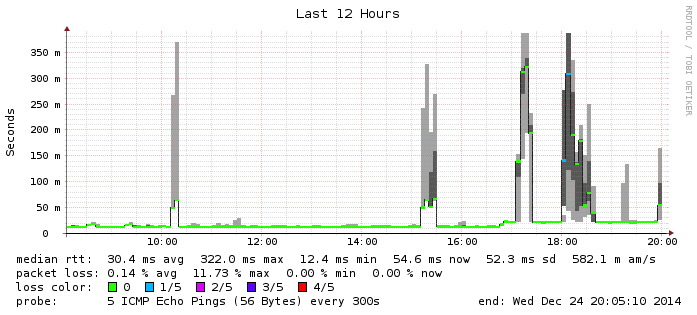 Last 12 Hours
RRDTOOL / TOBI OETIKER
Seconds
350 m
300 m
250 m
200 m
150 m
100 m
50 m
0
10:00 12:00 14:00 16:00 18:00 20:00
median rtt: 30.4 ms avg 322.0 ms max 12.4 ms min 54.6 ms now 52.3 ms sd 582.1 m am/s
packet loss: 0.14 % avg 11.73 % max 0.00 % min 0.00 % now
loss color: 0 1/5 2/5 3/5 4/5
probe: 5 ICMP Echo Pings (56 Bytes) every 300s end: Wed Dec 24 20:05:10 2014